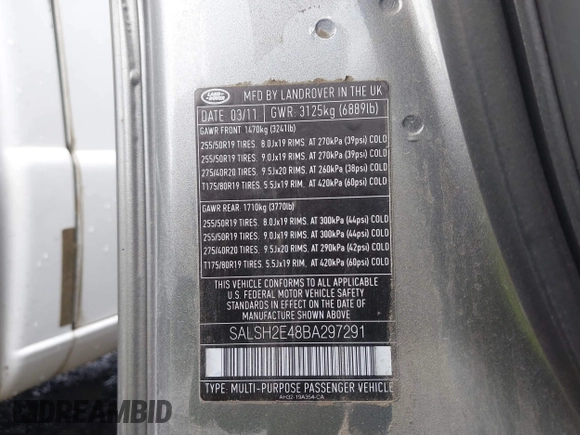 LAND ROVER
MFD BY LANDROVER IN THE UK
DATE 03/11 GWR. 3125kg (6889lb)
GAWR FRONT 1470kg (3241lb)
255/50R19 TIRES. 8.0Jx19 RIMS. AT 270kPa (39psi) COLD
255/50R19 TIRES. 9.0Jx19 RIMS. AT 270kPa (39psi) COLD
275/40R20 TIRES. 9.5Jx20 RIMS. AT 260kPa (38psi) COLD
T175/80R19 TIRES. 5.5Jx19 RIM. AT 420kPa (60psi) COLD
GAWR REAR. 1710kg (3770lb)
255/50R19 TIRES. 8.0Jx19 RIMS. AT 300kPa (44psi) COLD
255/50R19 TIRES. 9.0Jx19 RIMS. AT 300kPa (44psi) COLD
275/40R20 TIRES. 9.5Jx20 RIMS. AT 290kPa (42psi) COLD
T175/80R19 TIRES. 5.5Jx19 RIM. AT 420kPa (60psi) COLD
THIS VEHICLE CONFORMS TO ALL APPLICABLE
U.S. FEDERAL MOTOR VEHICLE SAFETY
STANDARDS IN EFFECT ON THE DATE OF
MANUFACTURE SHOWN ABOVE.
SALSH2E48BA297291
TYPE: MULTI-PURPOSE PASSENGER VEHICLE
AH32-19A354-CA
DREAMBID